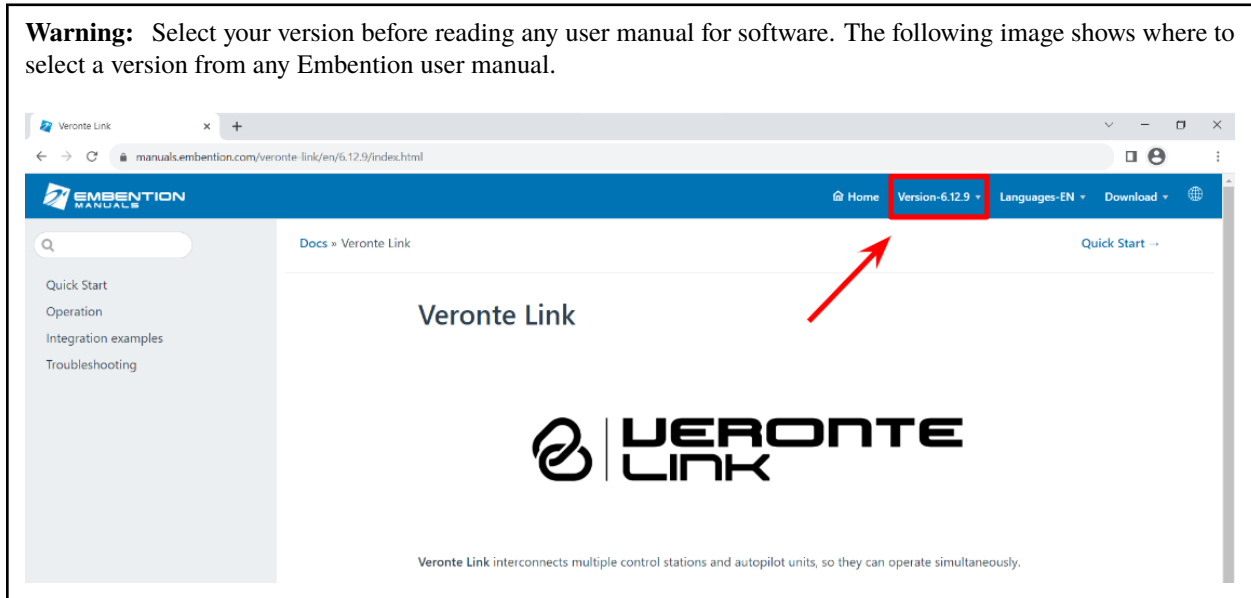 Warning: Select your version before reading any user manual for software. The following image shows where to
select a version from any Embention user manual.
Veronte Link
manuals.embention.com/veronte-link/en/6.12.9/index.html
EMBENTION
MANUALS
Home Version-6.12.9 Languages-EN Download
Docs » Veronte Link
Quick Start →
Quick Start
Operation
Integration examples
Troubleshooting
Veronte Link
VERONTE
LINK
Veronte Link interconnects multiple control stations and autopilot units, so they can operate simultaneously.